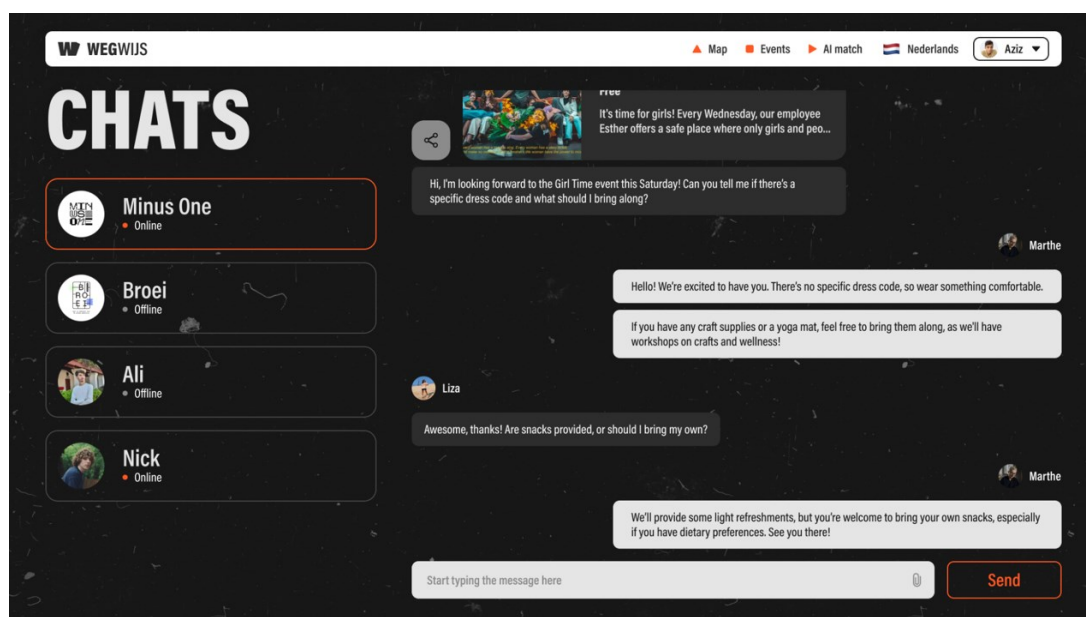 WEGWIJS
Map
Events
AI match
Nederlands
Aziz
CHATS
Minus One
Online
Broei
Offline
Ali
Offline
Nick
Online
Free
It's time for girls! Every Wednesday, our employee
Esther offers a safe place where only girls and peo...
Hi, I'm looking forward to the Girl Time event this Saturday! Can you tell me if there's a
specific dress code and what should I bring along?
Marthe
Hello! We're excited to have you. There's no specific dress code, so wear something comfortable.
If you have any craft supplies or a yoga mat, feel free to bring them along, as we'll have
workshops on crafts and wellness!
Liza
Awesome, thanks! Are snacks provided, or should I bring my own?
Marthe
We'll provide some light refreshments, but you're welcome to bring your own snacks, especially
if you have dietary preferences. See you there!
Start typing the message here
Send